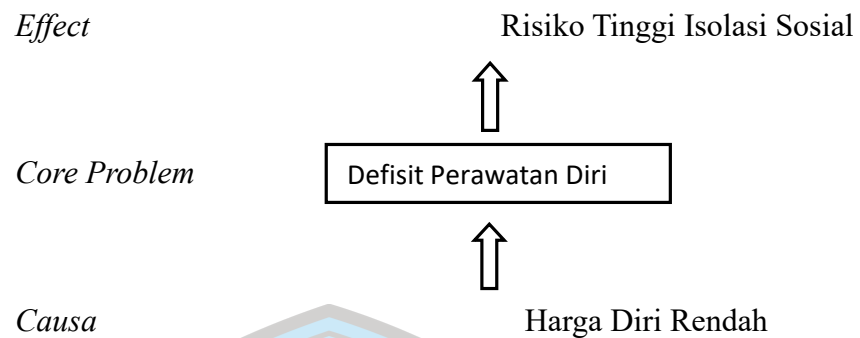 Effect Risiko Tinggi Isolasi Sosial
Core Problem Defisit Perawatan Diri
Causa Harga Diri Rendah